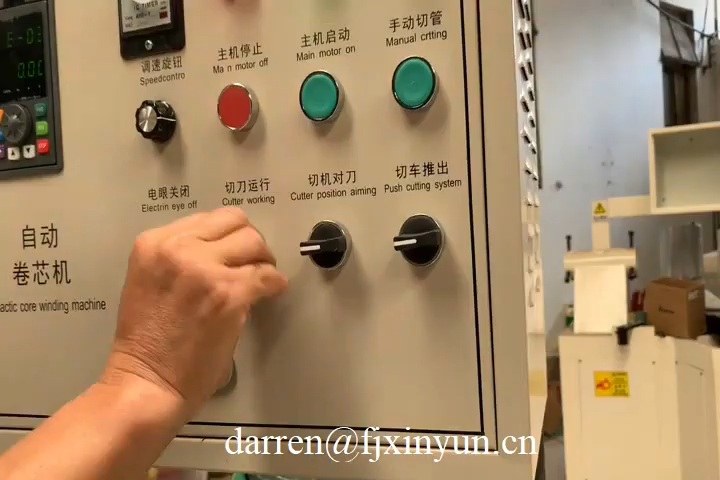 E-03
0.00
调速旋钮
Speedcontro
主机停止
Ma n motor off
主机启动
Main motor on
手动切管
Manual crtting
电眼关闭
Electrin eye off
切刀运行
Cutter working
切机对刀
Cutter position aiming
切车推出
Push cutting system
自动
卷芯机
actic core winding machine
darren@fjxinyun.cn